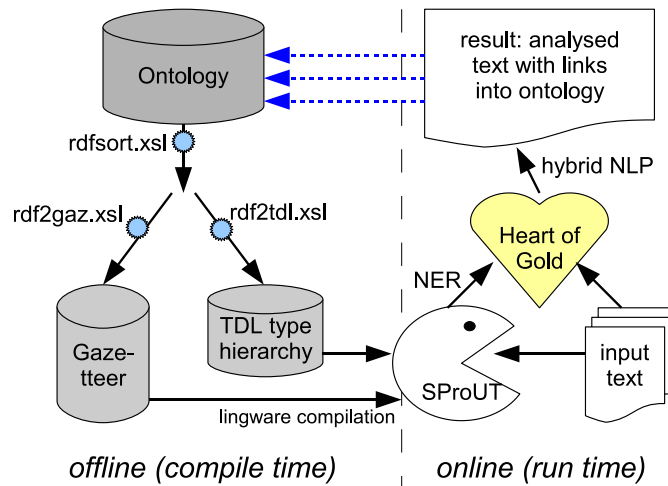 Ontology
result: analysed
text with links
into ontology
rdfsort.xsl
hybrid NLP
rdf2gaz.xsl
rdf2tdl.xsl
Heart of
Gold
NER
Gaze-
tteer
TDL type
hierarchy
SProUT
input
text
lingware compilation
offline (compile time)
online (run time)